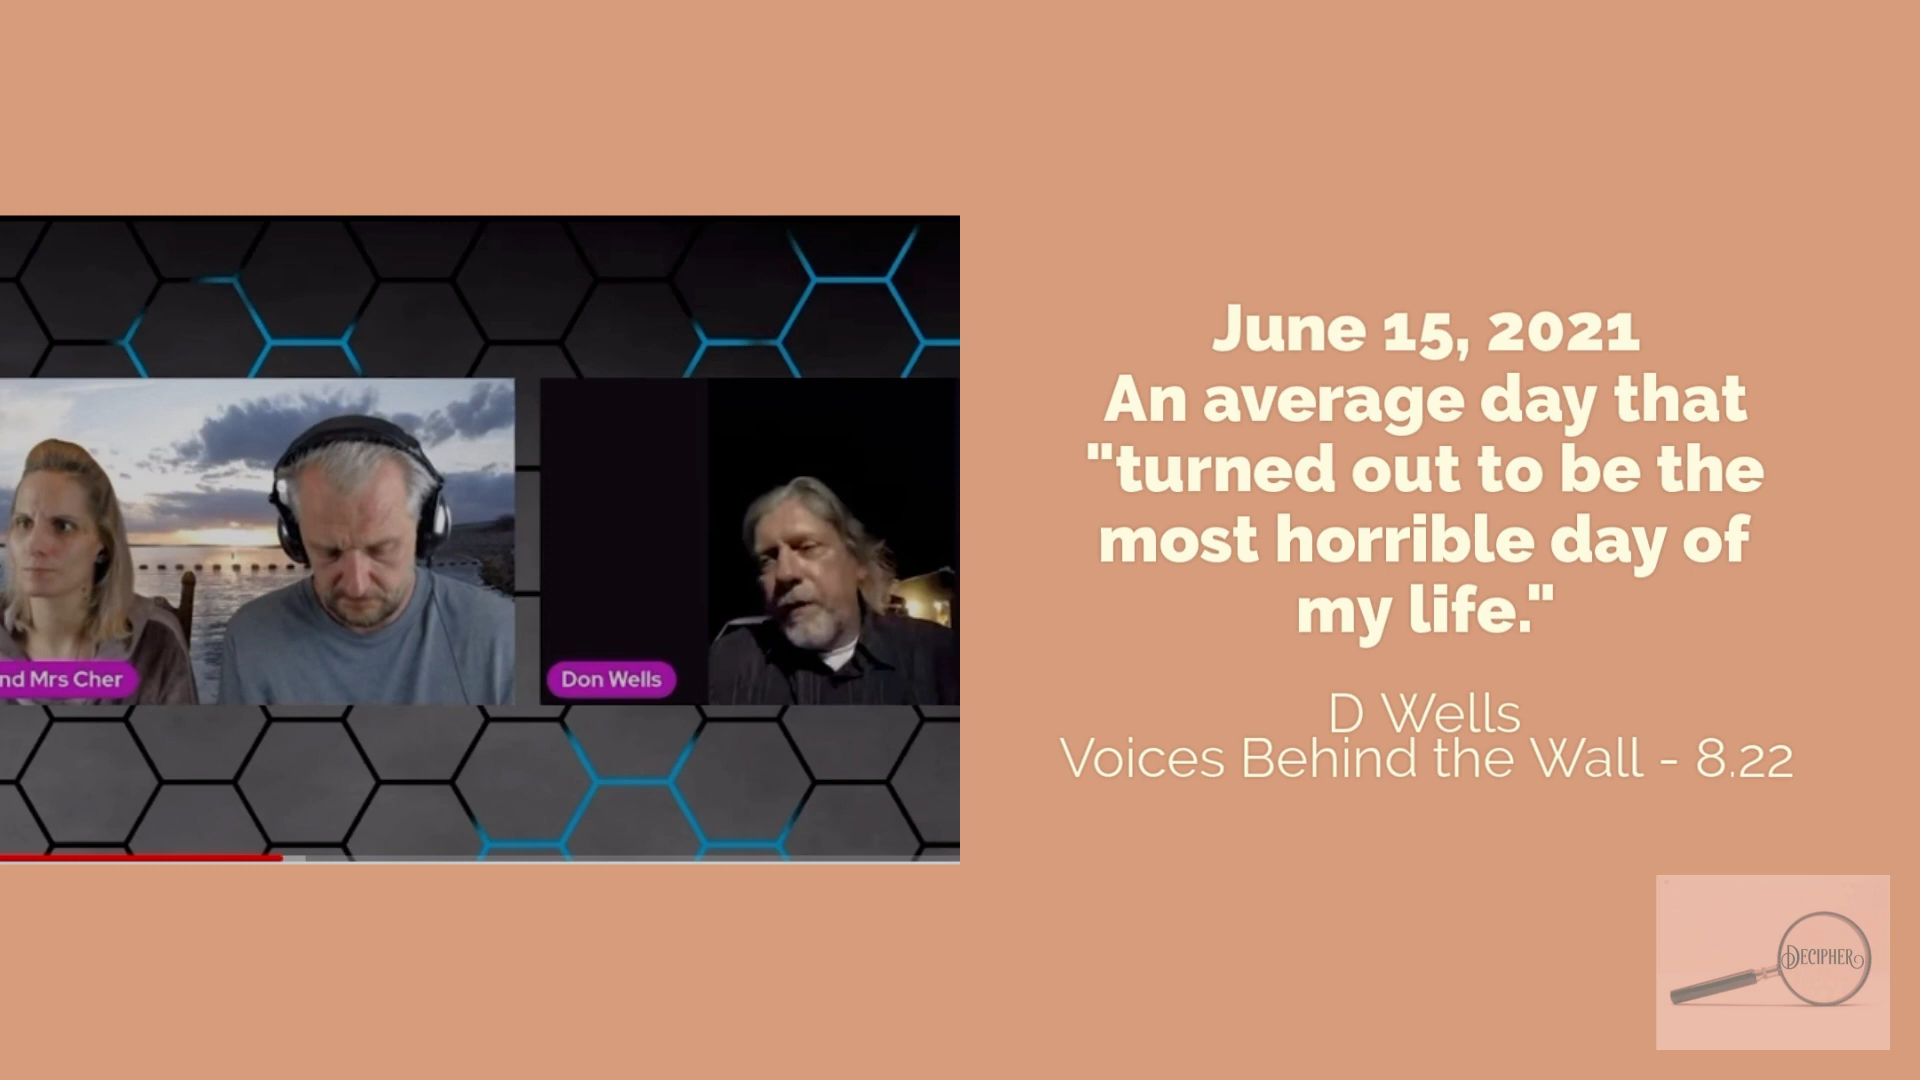 nd Mrs Cher
Don Wells
June 15, 2021
An average day that
"turned out to be the
most horrible day of
my life."
D Wells
Voices Behind the Wall - 8.22
DECIPHER